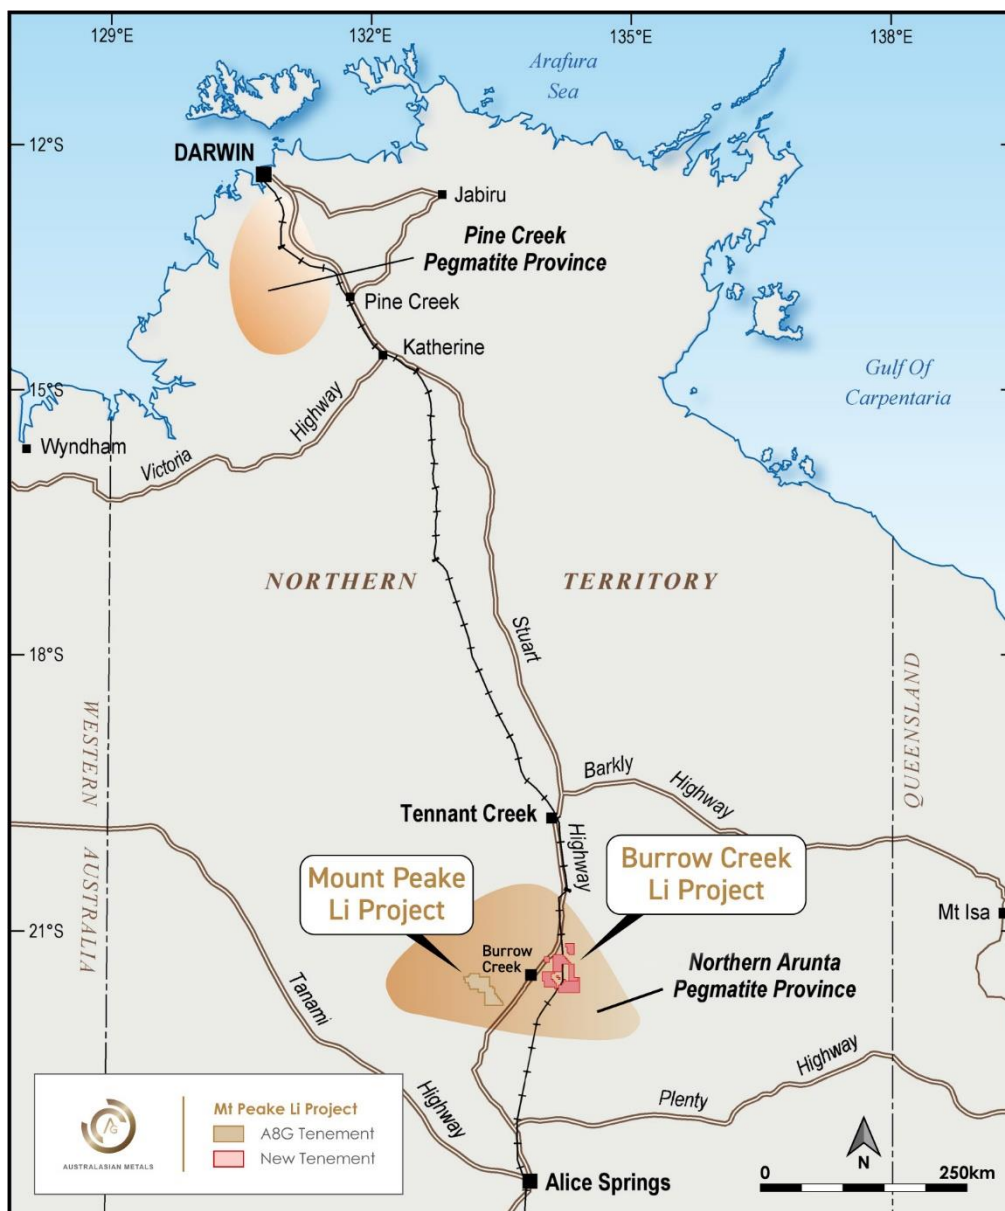 129°E
132°E
135°E
138°E
Arafura
Sea
12°S
DARWIN
Jabiru
Pine Creek
Pegmatite Province
Pine Creek
Katherine
Gulf Of
Carpentaria
15°S
Wyndham
Victoria
Highway
NORTHERN
TERRITORY
Stuart
18°S
WESTERN
AUSTRALIA
QUEENSLAND
Barkly
Highway
Tennant Creek
Highway
Mount Peake
Li Project
Burrow Creek
Li Project
Mt Isa
21°S
Burrow
Creek
Northern Arunta
Pegmatite Province
Tanami
Highway
Plenty
Highway
AG
AUSTRALASIAN METALS
Mt Peake Li Project
A8G Tenement
New Tenement
N
0
250km
Alice Springs